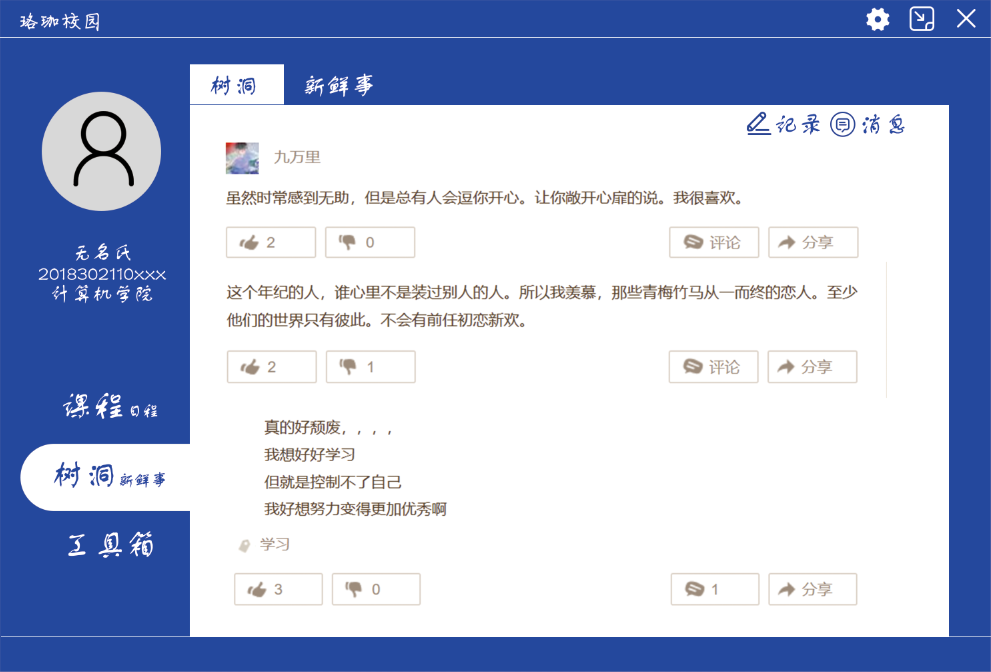 珞珈校园
树洞 新鲜事
记录 消息
九万里
虽然时常感到无助，但是总有人会逗你开心。让你敞开心扉的说。我很喜欢。
2 0 评论 分享
无名氏
2018302110xxx
计算机学院
这个年纪的人，谁心里不是装过别人的人。所以我羡慕，那些青梅竹马从一而终的恋人。至少
他们的世界只有彼此。不会有前任初恋新欢。
2 1 评论 分享
课程 日程
真的好颓废，，，，
我想好好学习
但就是控制不了自己
我好想努力变得更加优秀啊
树洞 新鲜事
学习
工具箱
3 0 1 分享